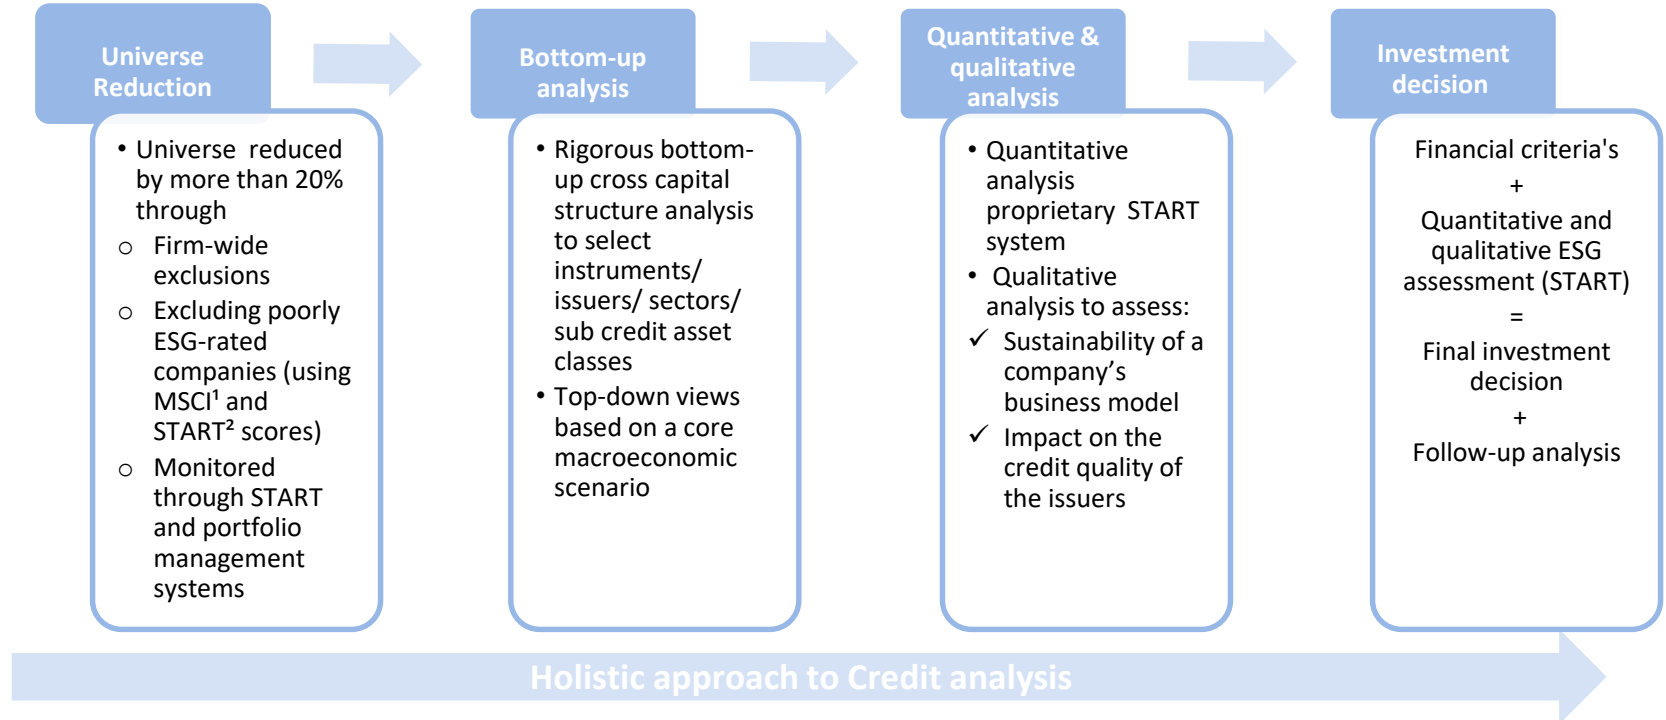 Universe
Reduction
• Universe reduced
by more than 20%
through
o Firm-wide
exclusions
o Excluding poorly
ESG-rated
companies (using
MSCI¹ and
START² scores)
o Monitored
through START
and portfolio
management
systems
Bottom-up
analysis
• Rigorous bottom-
up cross capital
structure analysis
to select
instruments/
issuers/ sectors/
sub credit asset
classes
• Top-down views
based on a core
macroeconomic
scenario
Quantitative &
qualitative
analysis
• Quantitative
analysis
proprietary START
system
• Qualitative
analysis to assess:
✓ Sustainability of a
company’s
business model
✓ Impact on the
credit quality of
the issuers
Investment
decision
Financial criteria's
+
Quantitative and
qualitative ESG
assessment (START)
=
Final investment
decision
+
Follow-up analysis
Holistic approach to Credit analysis